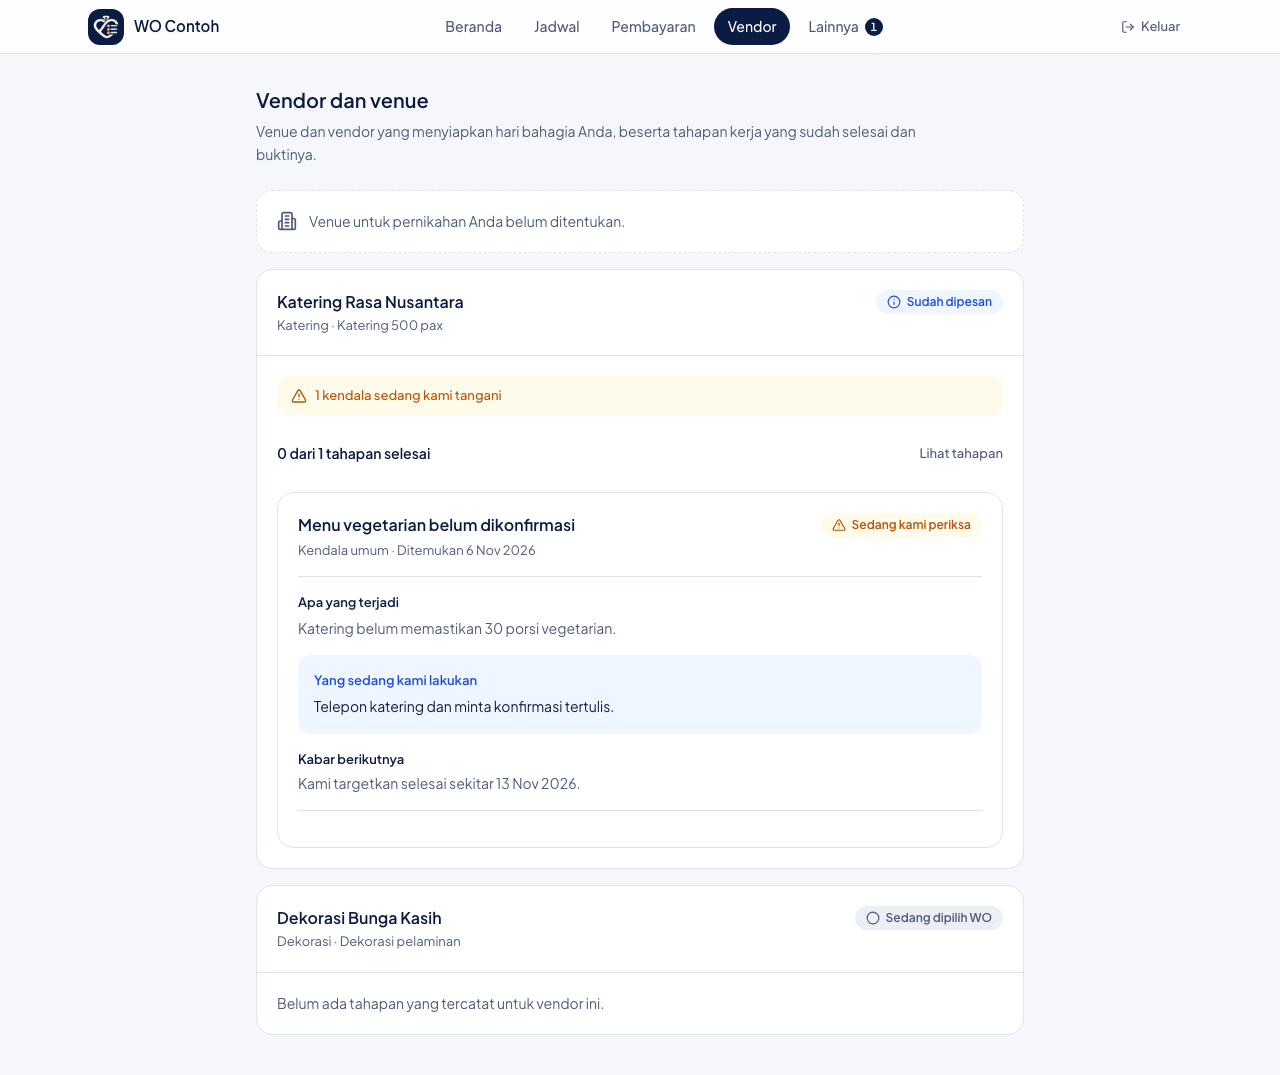 WO Contoh
Beranda
Jadwal
Pembayaran
Vendor
Lainnya 1
Keluar
Vendor dan venue
Venue dan vendor yang menyiapkan hari bahagia Anda, beserta tahapan kerja yang sudah selesai dan
buktinya.
Venue untuk pernikahan Anda belum ditentukan.
Katering Rasa Nusantara
Sudah dipesan
Katering · Katering 500 pax
1 kendala sedang kami tangani
0 dari 1 tahapan selesai
Lihat tahapan
Menu vegetarian belum dikonfirmasi
Sedang kami periksa
Kendala umum · Ditemukan 6 Nov 2026
Apa yang terjadi
Katering belum memastikan 30 porsi vegetarian.
Yang sedang kami lakukan
Telepon katering dan minta konfirmasi tertulis.
Kabar berikutnya
Kami targetkan selesai sekitar 13 Nov 2026.
Dekorasi Bunga Kasih
Sedang dipilih WO
Dekorasi · Dekorasi pelaminan
Belum ada tahapan yang tercatat untuk vendor ini.